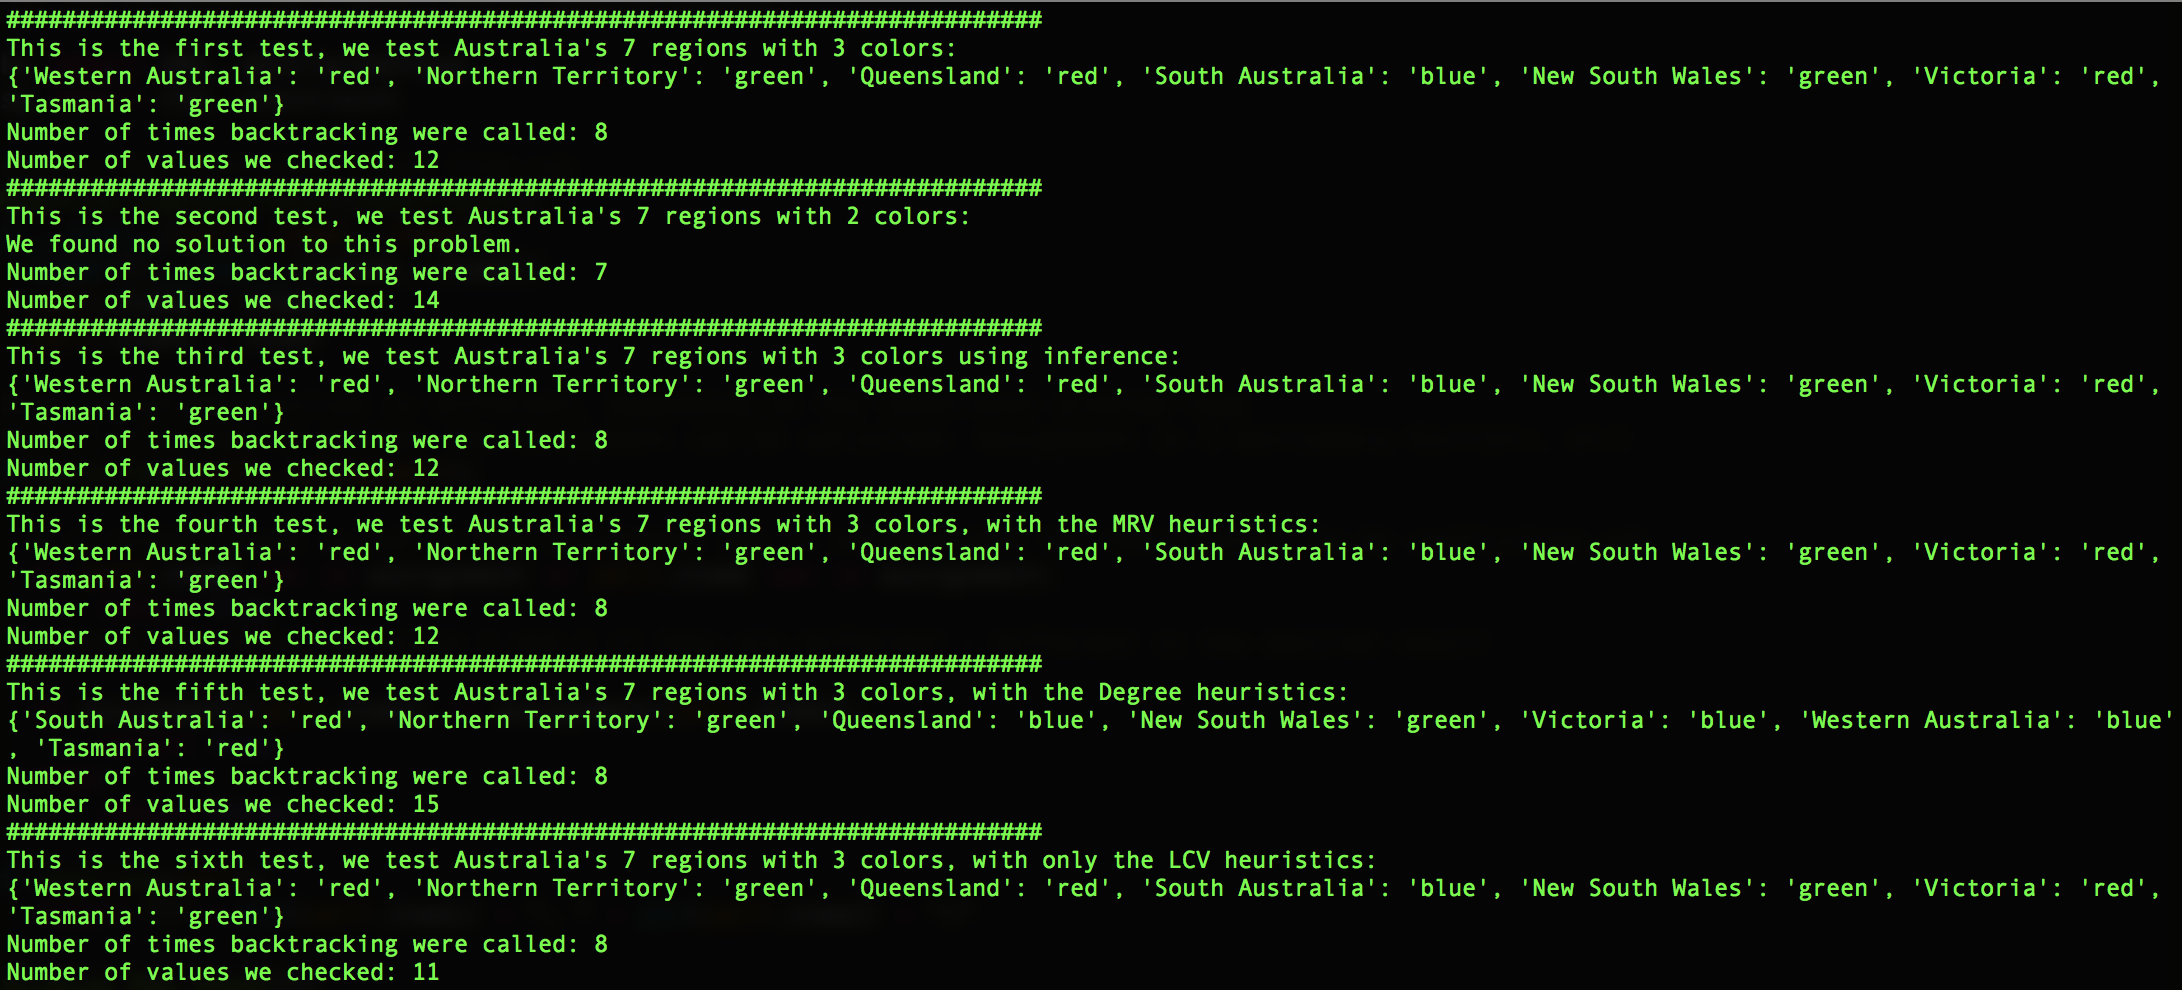 ##########################################################################
This is the first test, we test Australia's 7 regions with 3 colors:
{'Western Australia': 'red', 'Northern Territory': 'green', 'Queensland': 'red', 'South Australia': 'blue', 'New South Wales': 'green', 'Victoria': 'red',
'Tasmania': 'green'}
Number of times backtracking were called: 8
Number of values we checked: 12
##########################################################################
This is the second test, we test Australia's 7 regions with 2 colors:
We found no solution to this problem.
Number of times backtracking were called: 7
Number of values we checked: 14
##########################################################################
This is the third test, we test Australia's 7 regions with 3 colors using inference:
{'Western Australia': 'red', 'Northern Territory': 'green', 'Queensland': 'red', 'South Australia': 'blue', 'New South Wales': 'green', 'Victoria': 'red',
'Tasmania': 'green'}
Number of times backtracking were called: 8
Number of values we checked: 12
##########################################################################
This is the fourth test, we test Australia's 7 regions with 3 colors, with the MRV heuristics:
{'Western Australia': 'red', 'Northern Territory': 'green', 'Queensland': 'red', 'South Australia': 'blue', 'New South Wales': 'green', 'Victoria': 'red',
'Tasmania': 'green'}
Number of times backtracking were called: 8
Number of values we checked: 12
##########################################################################
This is the fifth test, we test Australia's 7 regions with 3 colors, with the Degree heuristics:
{'South Australia': 'red', 'Northern Territory': 'green', 'Queensland': 'blue', 'New South Wales': 'green', 'Victoria': 'blue', 'Western Australia': 'blue'
, 'Tasmania': 'red'}
Number of times backtracking were called: 8
Number of values we checked: 15
##########################################################################
This is the sixth test, we test Australia's 7 regions with 3 colors, with only the LCV heuristics:
{'Western Australia': 'red', 'Northern Territory': 'green', 'Queensland': 'red', 'South Australia': 'blue', 'New South Wales': 'green', 'Victoria': 'red',
'Tasmania': 'green'}
Number of times backtracking were called: 8
Number of values we checked: 11